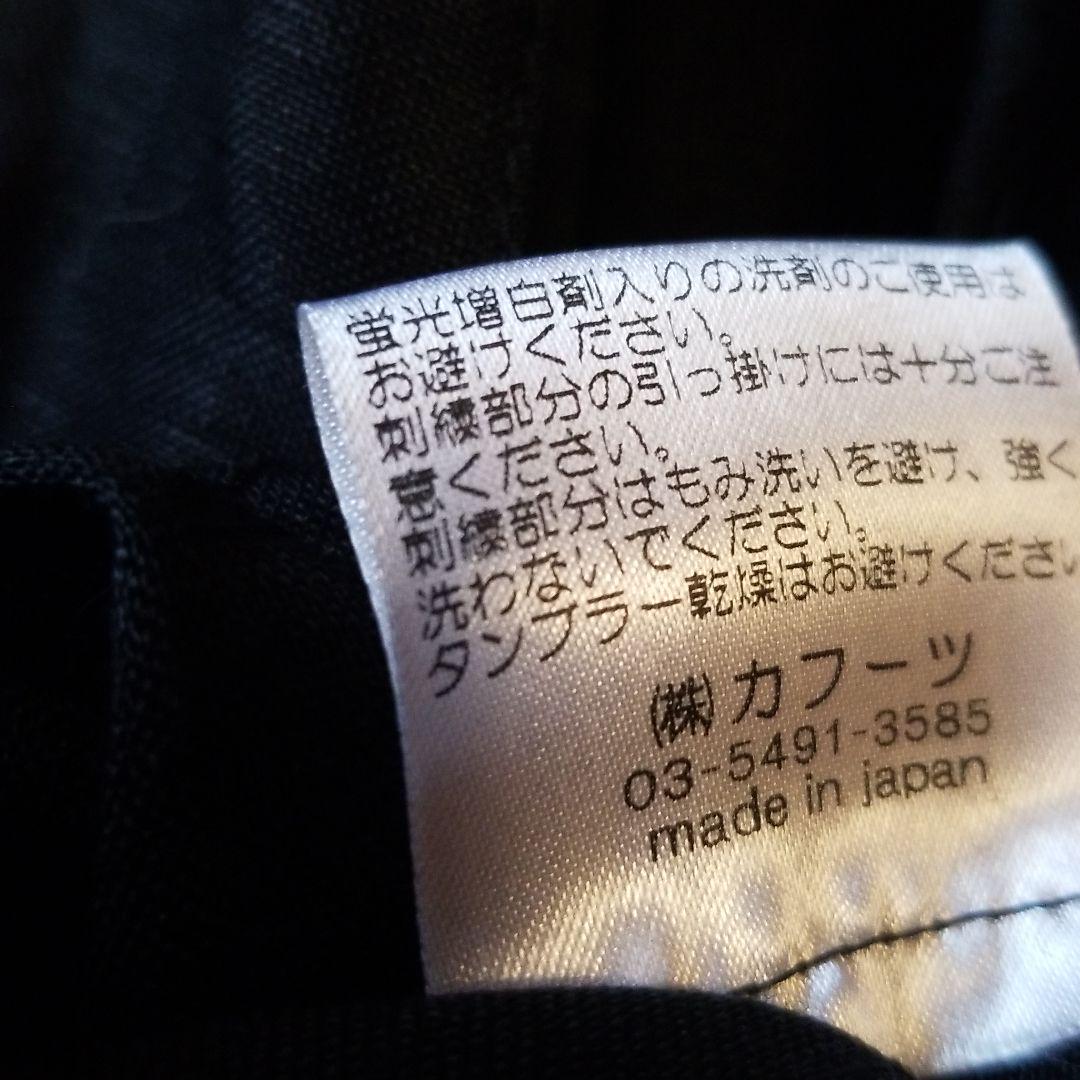 蛍光増白剤入りの洗剤のご使用は
お避けください。
刺繍部分の引っ掛けには十分ご注
意ください。
刺繍部分はもみ洗いを避け、強く
洗わないでください。
タンブラー乾燥はお避けください
(株)カフーツ
03-5491-3585
made in japan